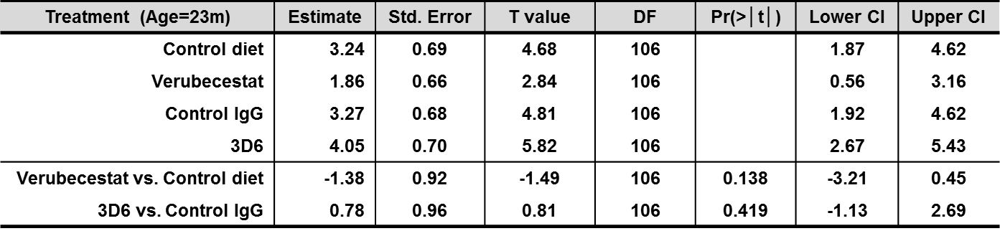 Treatment (Age=23m) Estimate Std. Error T value DF Pr(>|t|) Lower CI Upper CI
Control diet 3.24 0.69 4.68 106 1.87 4.62
Verubecestat 1.86 0.66 2.84 106 0.56 3.16
Control IgG 3.27 0.68 4.81 106 1.92 4.62
3D6 4.05 0.70 5.82 106 2.67 5.43
Verubecestat vs. Control diet -1.38 0.92 -1.49 106 0.138 -3.21 0.45
3D6 vs. Control IgG 0.78 0.96 0.81 106 0.419 -1.13 2.69